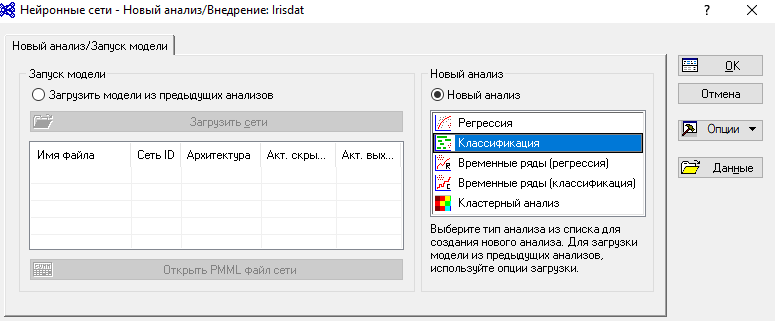 Нейронные сети - Новый анализ/Внедрение: Irisdat
?
Новый анализ/Запуск модели
Запуск модели
Загрузить модели из предыдущих анализов
Загрузить сети
Имя файла Сеть ID Архитектура Акт. скры... Акт. вых...
Открыть PMML файл сети
Новый анализ
Новый анализ
Регрессия
Классификация
Временные ряды (регрессия)
Временные ряды (классификация)
Кластерный анализ
Выберите тип анализа из списка для
создания нового анализа. Для загрузки
модели из предыдущих анализов,
используйте опции загрузки.
OK
Отмена
Опции
Данные